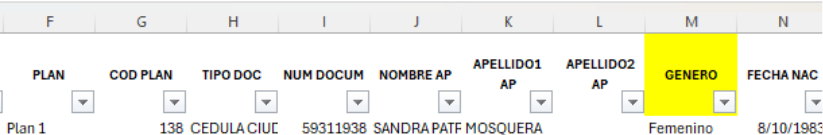 F G H I J K L M N
PLAN COD PLAN TIPO DOC NUM DOCUM NOMBRE AP APELLIDO1 AP APELLIDO2 AP GENERO FECHA NAC
Plan 1 138 CEDULA CIUD 59311938 SANDRA PATR MOSQUERA Femenino 8/10/1983